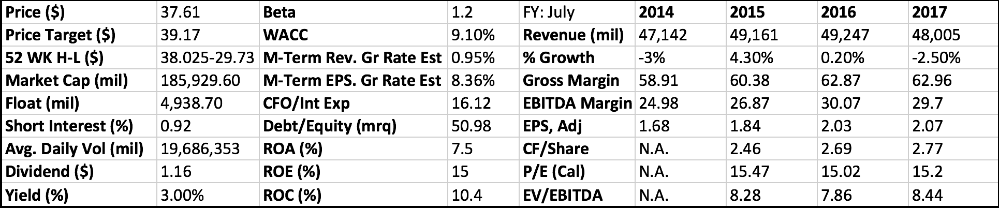 Price ($) 37.61 Beta 1.2 FY: July 2014 2015 2016 2017
Price Target ($) 39.17 WACC 9.10% Revenue (mil) 47,142 49,161 49,247 48,005
52 WK H-L ($) 38.025-29.73 M-Term Rev. Gr Rate Est 0.95% % Growth -3% 4.30% 0.20% -2.50%
Market Cap (mil) 185,929.60 M-Term EPS. Gr Rate Est 8.36% Gross Margin 58.91 60.38 62.87 62.96
Float (mil) 4,938.70 CFO/Int Exp 16.12 EBITDA Margin 24.98 26.87 30.07 29.7
Short Interest (%) 0.92 Debt/Equity (mrq) 50.98 EPS, Adj 1.68 1.84 2.03 2.07
Avg. Daily Vol (mil) 19,686,353 ROA (%) 7.5 CF/Share N.A. 2.46 2.69 2.77
Dividend ($) 1.16 ROE (%) 15 P/E (Cal) N.A. 15.47 15.02 15.2
Yield (%) 3.00% ROC (%) 10.4 EV/EBITDA N.A. 8.28 7.86 8.44